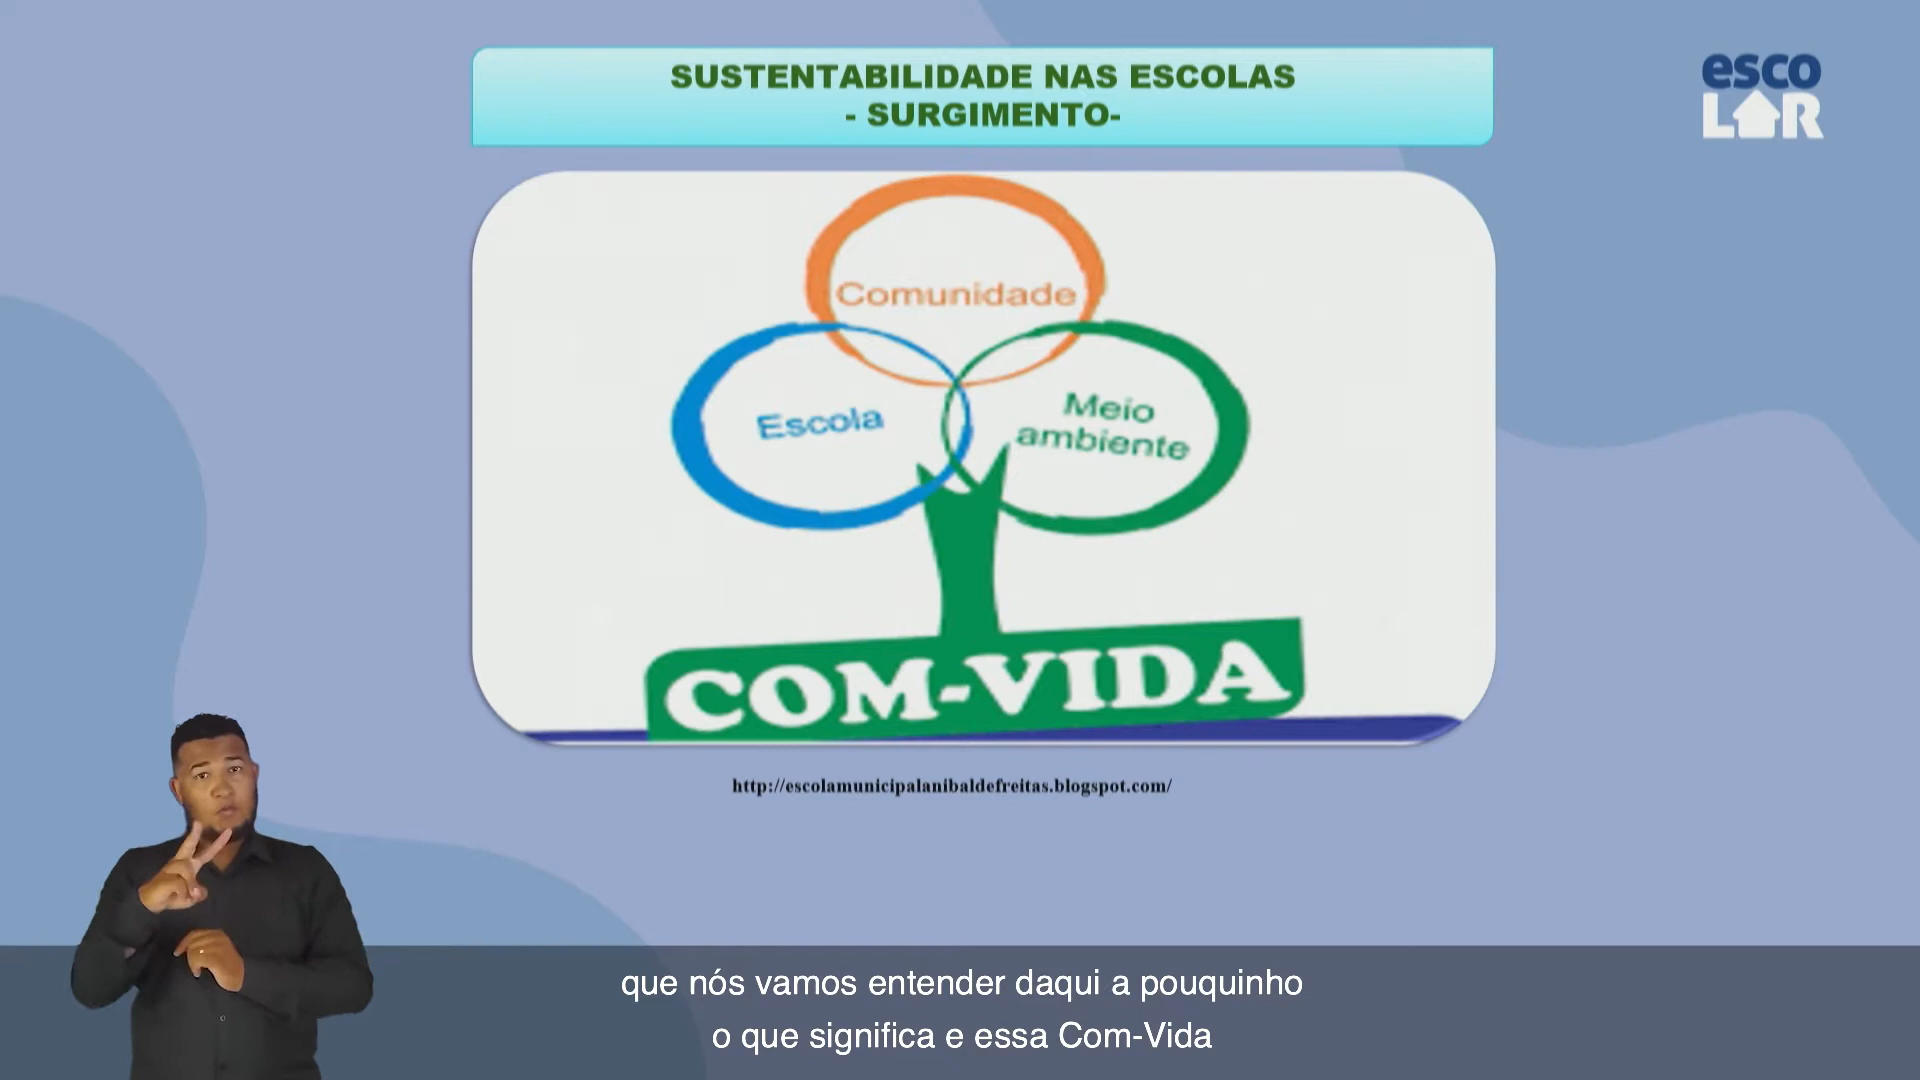 SUSTENTABILIDADE NAS ESCOLAS
- SURGIMENTO-
esco
LAR
Comunidade
Escola
Meio
ambiente
COM-VIDA
http://escolamunicipalanibaldefreitas.blogspot.com/
que nós vamos entender daqui a pouquinho
o que significa e essa Com-Vida